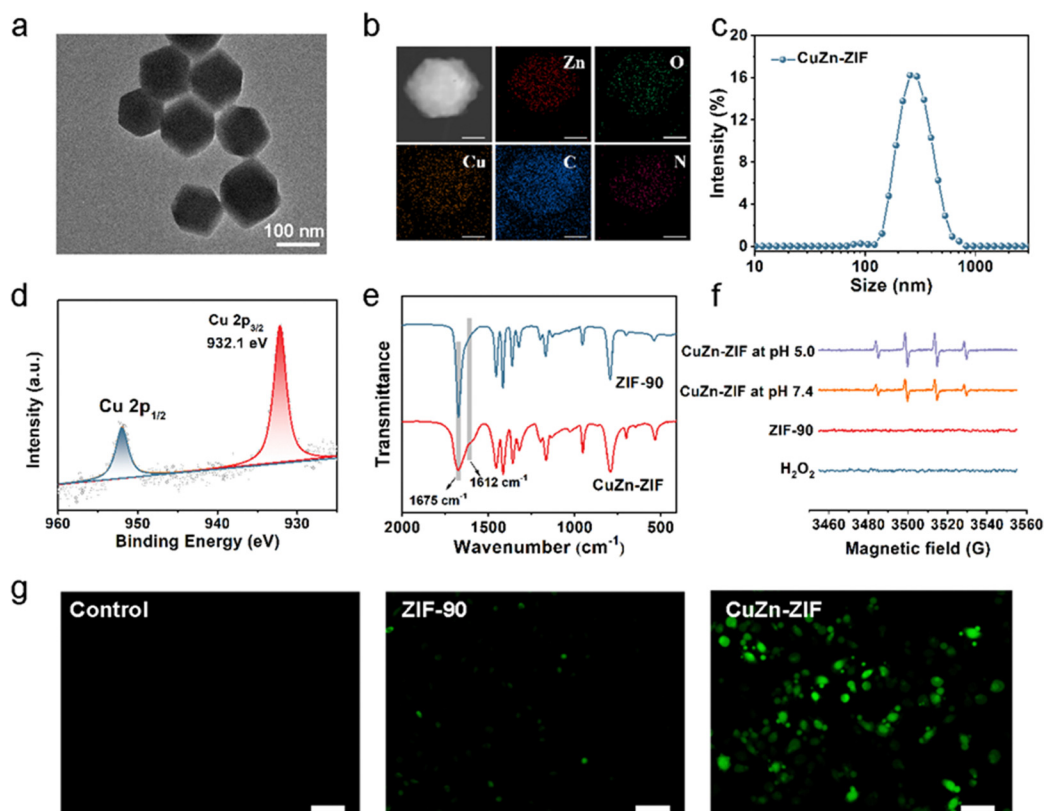 a
100 nm
b
Zn
O
Cu
C
N
c
CuZn-ZIF
20
16
12
8
4
0
Intensity (%)
10
100
1000
Size (nm)
d
Cu 2p3/2
932.1 eV
Cu 2p1/2
Intensity (a.u.)
960
950
940
930
Binding Energy (eV)
e
ZIF-90
CuZn-ZIF
1675 cm-1
1612 cm-1
Transmittance
2000
1500
1000
500
Wavenumber (cm-1)
f
CuZn-ZIF at pH 5.0
CuZn-ZIF at pH 7.4
ZIF-90
H2O2
3460
3480
3500
3520
3540
3560
Magnetic field (G)
g
Control
ZIF-90
CuZn-ZIF